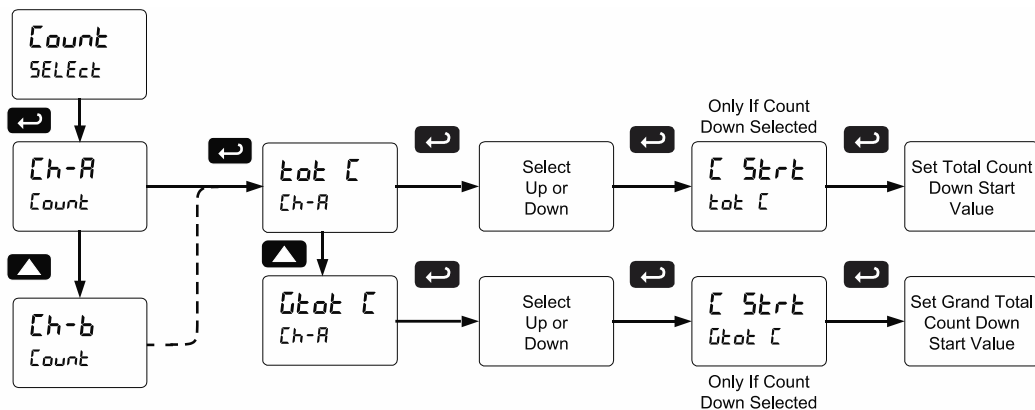 Count
SELEct
Ch-A
Count
Ch-b
Count
tot C
Ch-A
Gtot C
Ch-A
Select
Up or
Down
Select
Up or
Down
Only If Count
Down Selected
C Strt
tot C
C Strt
Gtot C
Only If Count
Down Selected
Set Total Count
Down Start
Value
Set Grand Total
Count Down
Start Value